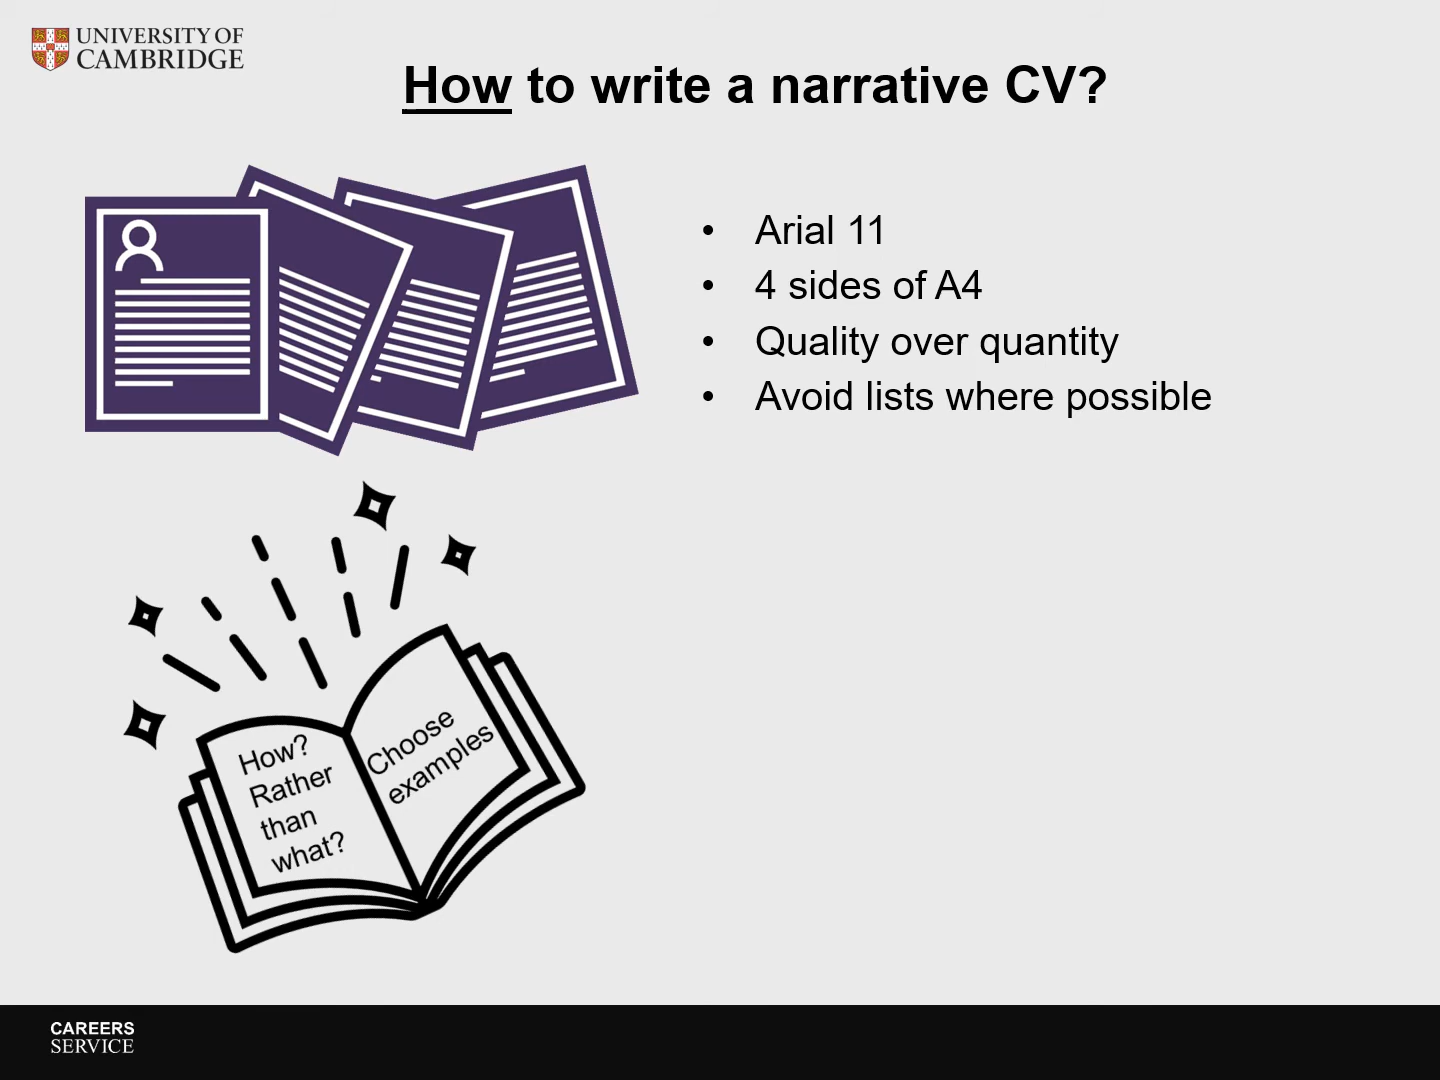 UNIVERSITY OF
CAMBRIDGE
How to write a narrative CV?
• Arial 11
• 4 sides of A4
• Quality over quantity
• Avoid lists where possible
How?
Rather
than
what?
Choose
examples
CAREERS
SERVICE